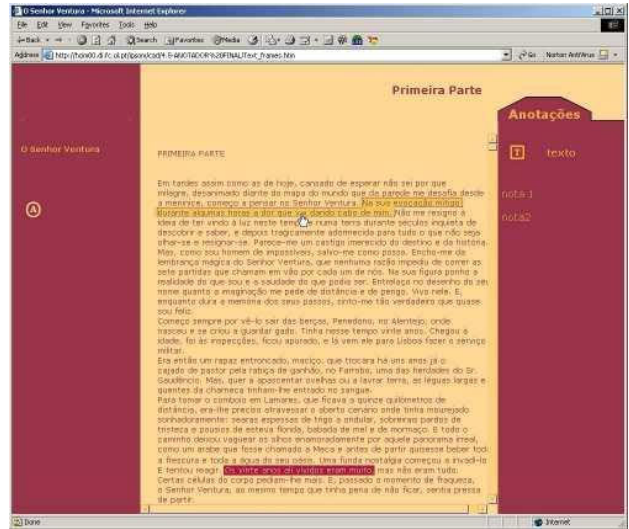 O Senhor Ventura - Microsoft Internet Explorer
File Edit View Favorites Tools Help
Back Search Favorites Media
Address http://hom00.di.fc.ul.pt/ Go Norton AntiVirus
Primeira Parte
Anotações
O Senhor Ventura
T texto
A
nota 1
nota2
PRIMEIRA PARTE
Em tardes assim como as de hoje, cansado de esperar não sei por que
milagre, desanimado diante do mapa do mundo que da parede me desafia desde
a meninice, começo a pensar no Senhor Ventura. Na sua evocação mitigo
durante algumas horas a dor que vai dando cabo de mim. Não me resigno à
ideia de ter vindo à luz neste tempo e numa terra durante séculos inquieta de
descobrir e saber, e depois tragicamente adormecida para tudo o que não seja
olhar-se e resignar-se. Parece-me um castigo imerecido do destino e da história.
Mas, como sou homem de impossíveis, salvo-me como posso. Encho-me da
lembrança mágica do Senhor Ventura, que nenhuma razão impediu de correr as
sete partidas que chamam em vão por cada um de nós. Na sua figura ponho a
realidade do que sou e a saudade do que podia ser. Entrelaço no desenho do seu
nome quanto a imaginação me pede de distância e de perigo. Vivo nele. E,
enquanto dura a memória dos seus passos, sinto-me tão verdadeiro que quase
sou feliz.
Começo sempre por vê-lo sair das berças, Penedono, no Alentejo, onde
nasceu e se criou a guardar gado. Tinha nesse tempo vinte anos. Chegou a
idade, foi às inspecções, ficou apurado, e lá vem ele para Lisboa fazer o serviço
militar.
Era então um rapaz entroncado, maciço, que trocara há uns anos já o
cajado de pastor pela rabiça de ganhão, no Farrobo, uma das herdades do Sr.
Gaudêncio. Mas, quer a apascentar ovelhas ou a lavrar terra, as léguas largas e
quentes da charneca tinham-lhe entrado no sangue.
Para tomar o comboio em Lamares, que ficava a quinze quilómetros de
distância, era-lhe preciso atravessar o aberto cenário onde tinha mourejado
sonhadoramente: searas espessas de trigo a ondular, sobreiras pardos de
tristeza e pousios de esteva florida, babada de mel e de mormaço. E todo o
caminho deixou vaguear os olhos enamoradamente por aquele panorama irreal,
como um árabe que fosse chamado a Meca e antes de partir quisesse beber toda
a frescura e toda a água do seu oásis. Uma funda nostalgia começou a invadi-lo
E tentou reagir. Os vinte anos ali vividos eram muito, mas não eram tudo.
Certas células do corpo pediam-lhe mais. E, passado o momento de fraqueza,
o Senhor Ventura, ao mesmo tempo que tinha pena de não ficar, sentia pressa
de partir.
Done Internet